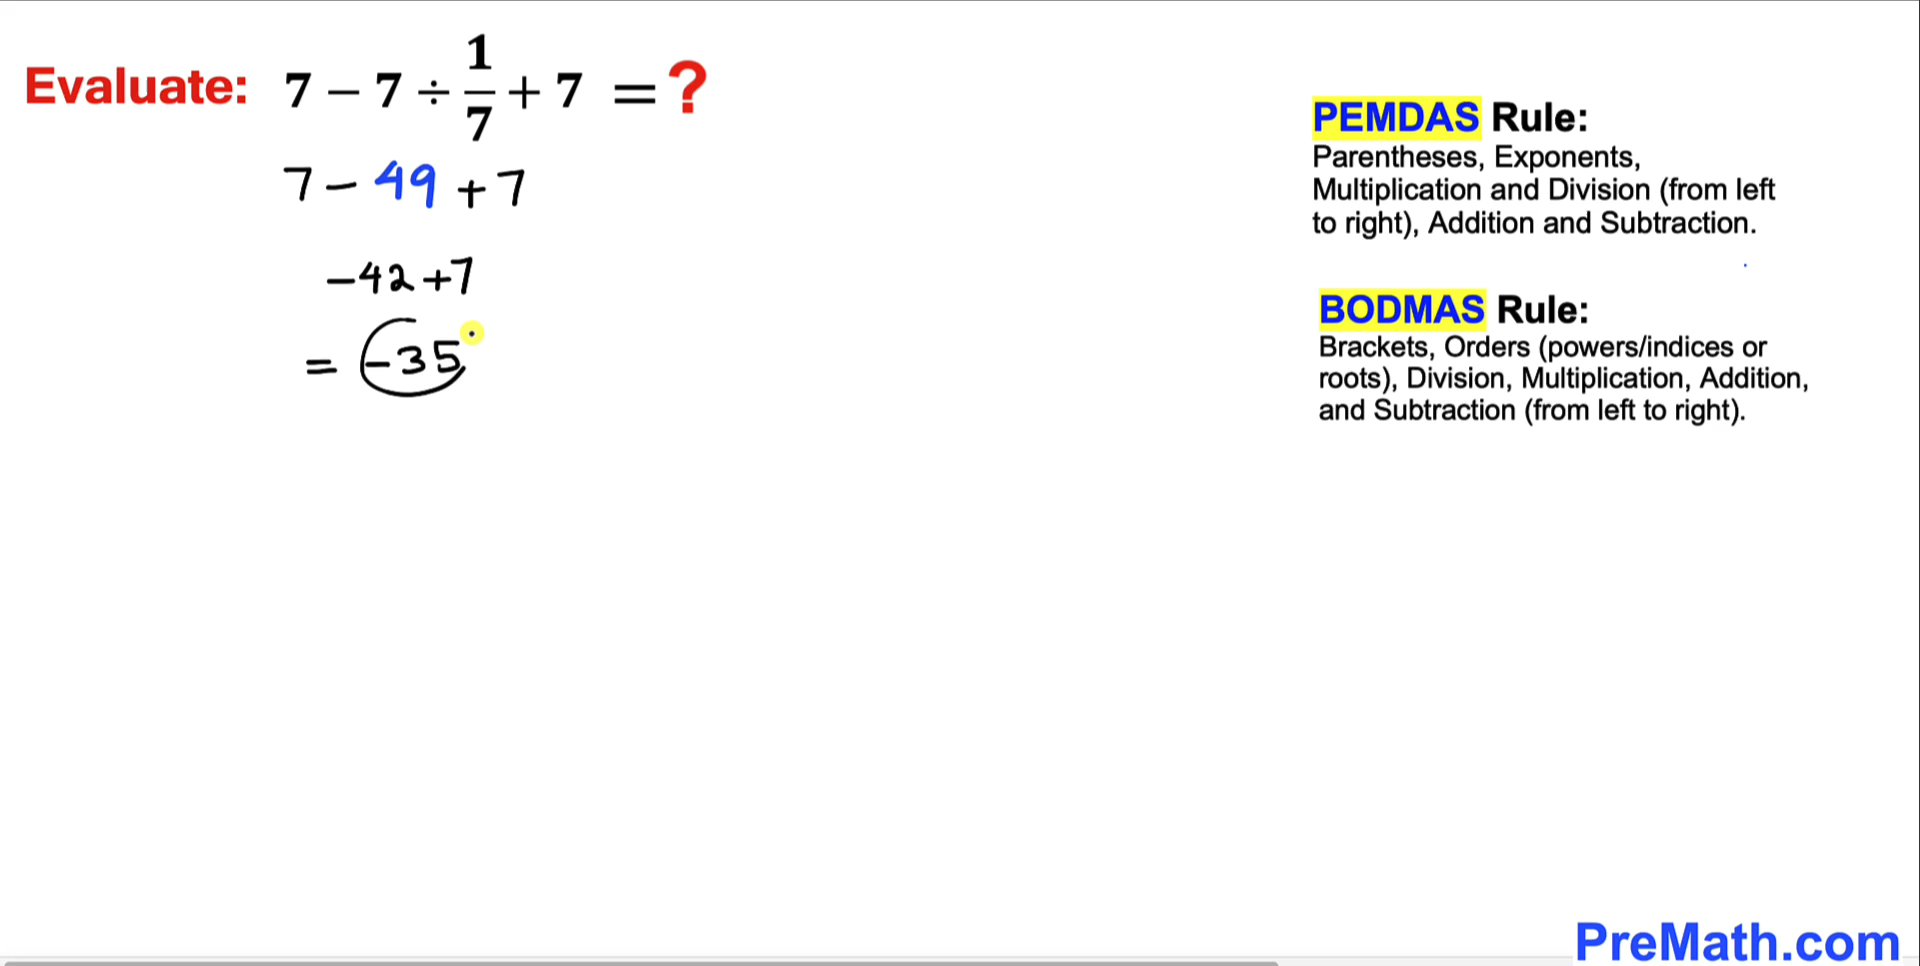 Evaluate: 7 − 7 ÷ 1/7 + 7 = ?
7 − 49 + 7
−42 + 7
= −35
PEMDAS Rule:
Parentheses, Exponents,
Multiplication and Division (from left
to right), Addition and Subtraction.
BODMAS Rule:
Brackets, Orders (powers/indices or
roots), Division, Multiplication, Addition,
and Subtraction (from left to right).
PreMath.com